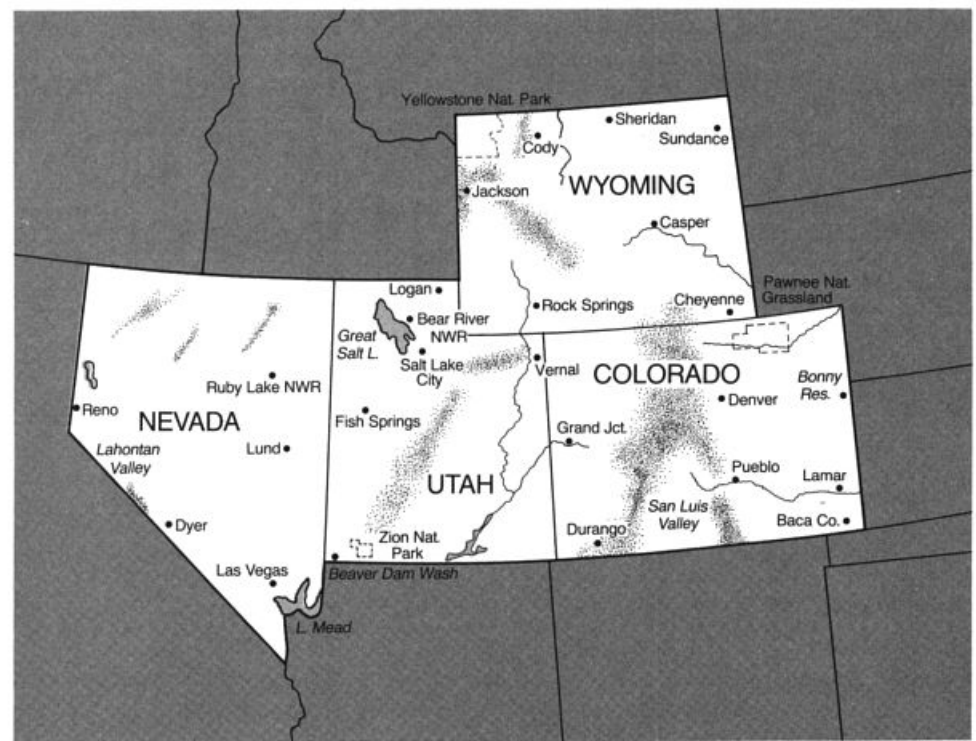 Yellowstone Nat. Park
Sheridan
Sundance
Cody
WYOMING
Jackson
Casper
Rock Springs
Cheyenne
Pawnee Nat.
Grassland
Logan
Bear River
NWR
Great
Salt L.
Salt Lake
City
Vernal
Fish Springs
UTAH
Zion Nat.
Park
Beaver Dam Wash
Ruby Lake NWR
Reno
NEVADA
Lahontan
Valley
Lund
Dyer
Las Vegas
L. Mead
COLORADO
Bonny
Res.
Denver
Grand Jct.
Pueblo
Lamar
San Luis
Valley
Baca Co.
Durango